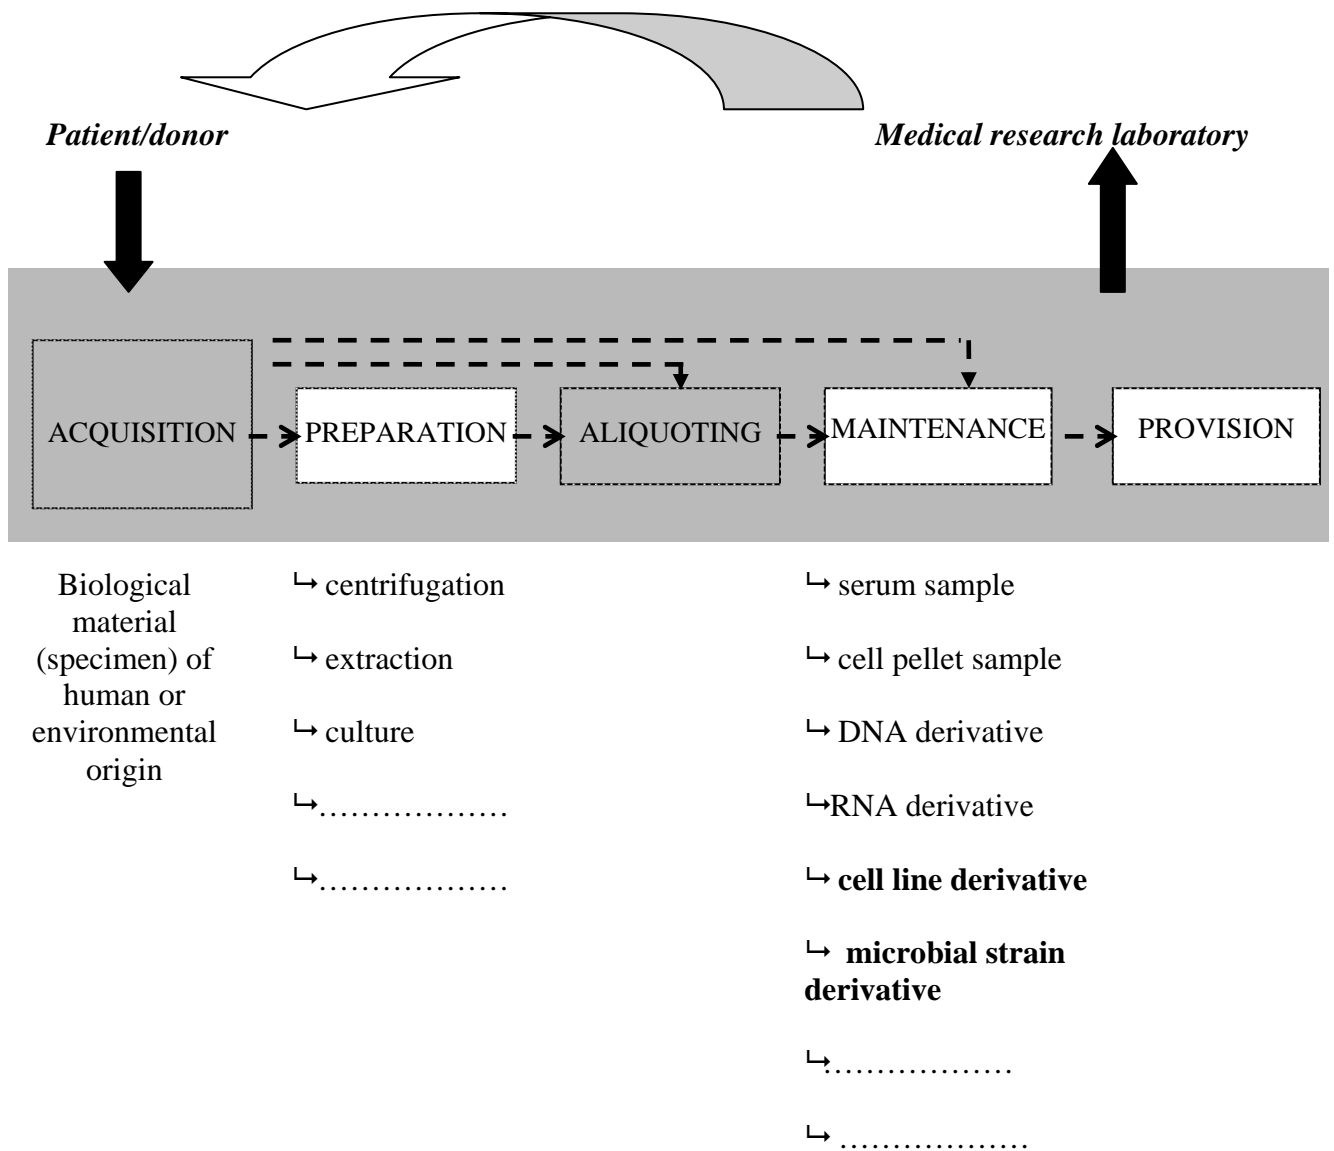 Patient/donor
Medical research laboratory
ACQUISITION
PREPARATION
ALIQUOTING
MAINTENANCE
PROVISION
Biological
material
(specimen) of
human or
environmental
origin
↳ centrifugation
↳ extraction
↳ culture
↳………………
↳………………
↳ serum sample
↳ cell pellet sample
↳ DNA derivative
↳RNA derivative
↳ cell line derivative
↳ microbial strain
derivative
↳………………
↳ ………………